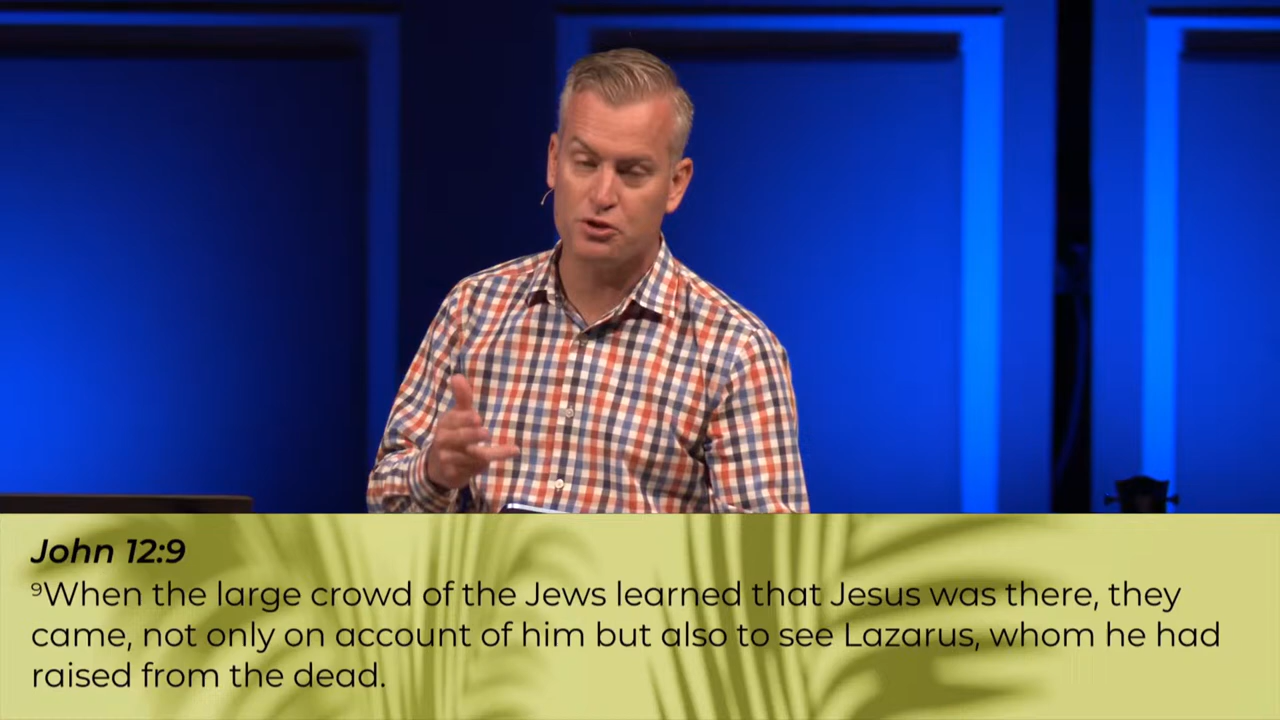 John 12:9
⁹When the large crowd of the Jews learned that Jesus was there, they
came, not only on account of him but also to see Lazarus, whom he had
raised from the dead.